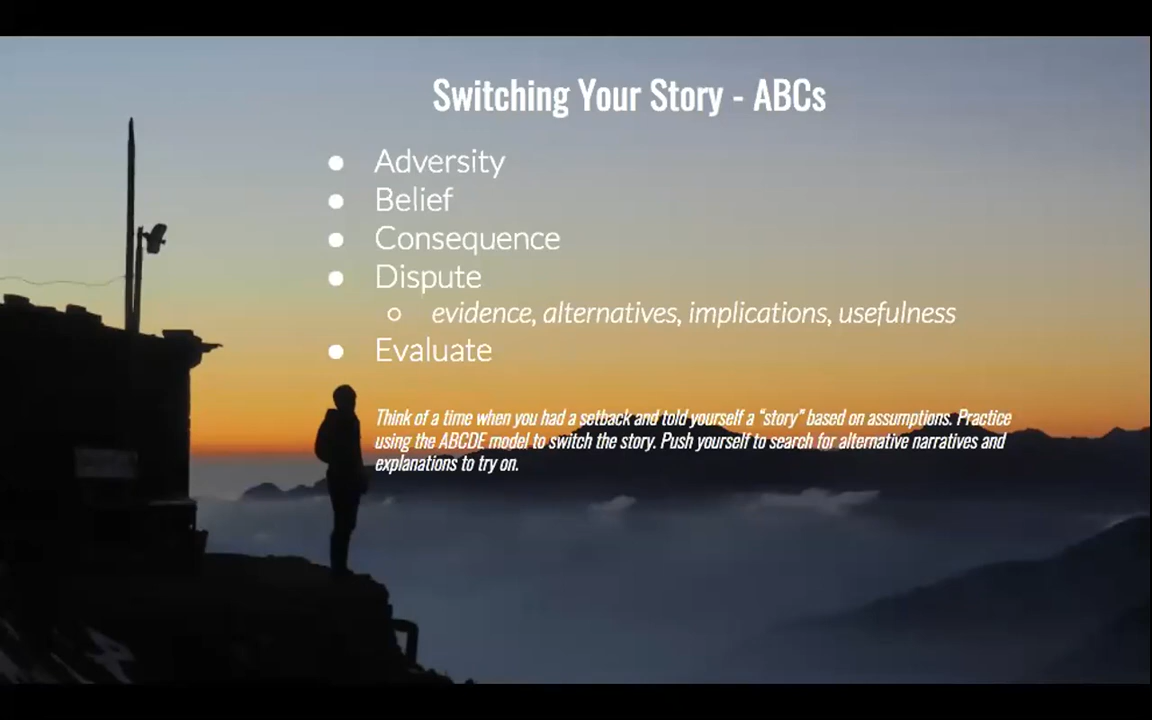 Switching Your Story - ABCs
● Adversity
● Belief
● Consequence
● Dispute
○ evidence, alternatives, implications, usefulness
● Evaluate
Think of a time when you had a setback and told yourself a “story” based on assumptions. Practice
using the ABCDE model to switch the story. Push yourself to search for alternative narratives and
explanations to try on.